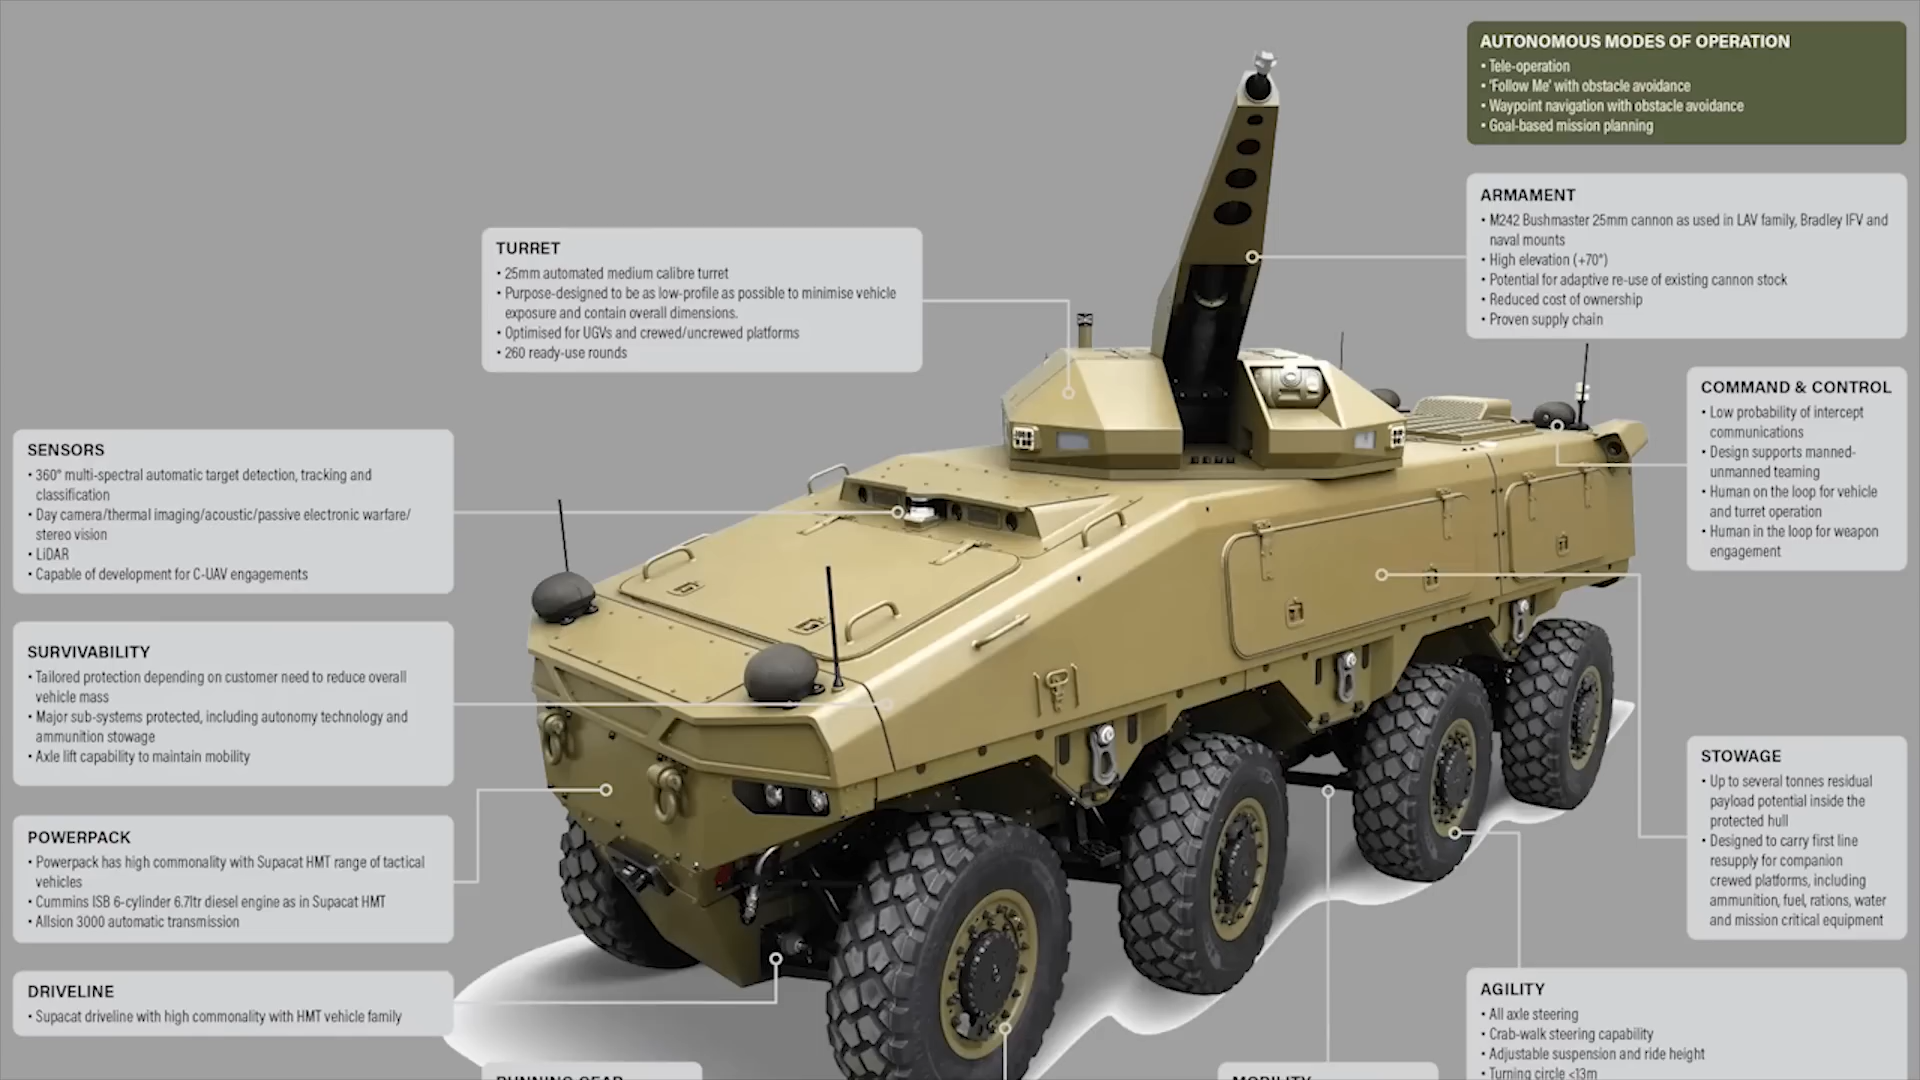 AUTONOMOUS MODES OF OPERATION
• Tele-operation
• 'Follow Me' with obstacle avoidance
• Waypoint navigation with obstacle avoidance
• Goal-based mission planning
ARMAMENT
• M242 Bushmaster 25mm cannon as used in LAV family, Bradley IFV and
naval mounts
• High elevation (+70°)
• Potential for adaptive re-use of existing cannon stock
• Reduced cost of ownership
• Proven supply chain
TURRET
• 25mm automated medium calibre turret
• Purpose-designed to be as low-profile as possible to minimise vehicle
exposure and contain overall dimensions.
• Optimised for UGVs and crewed/uncrewed platforms
• 260 ready-use rounds
COMMAND & CONTROL
• Low probability of intercept
communications
• Design supports manned-
unmanned teaming
• Human on the loop for vehicle
and turret operation
• Human in the loop for weapon
engagement
SENSORS
• 360° multi-spectral automatic target detection, tracking and
classification
• Day camera/thermal imaging/acoustic/passive electronic warfare/
stereo vision
• LiDAR
• Capable of development for C-UAV engagements
SURVIVABILITY
• Tailored protection depending on customer need to reduce overall
vehicle mass
• Major sub-systems protected, including autonomy technology and
ammunition stowage
• Axle lift capability to maintain mobility
STOWAGE
• Up to several tonnes residual
payload potential inside the
protected hull
• Designed to carry first line
resupply for companion
crewed platforms, including
ammunition, fuel, rations, water
and mission critical equipment
POWERPACK
• Powerpack has high commonality with Supacat HMT range of tactical
vehicles
• Cummins ISB 6-cylinder 6.7ltr diesel engine as in Supacat HMT
• Allsion 3000 automatic transmission
DRIVELINE
• Supacat driveline with high commonality with HMT vehicle family
AGILITY
• All axle steering
• Crab-walk steering capability
• Adjustable suspension and ride height
• Turning circle <13m
RUNNING GEAR
MOBILITY